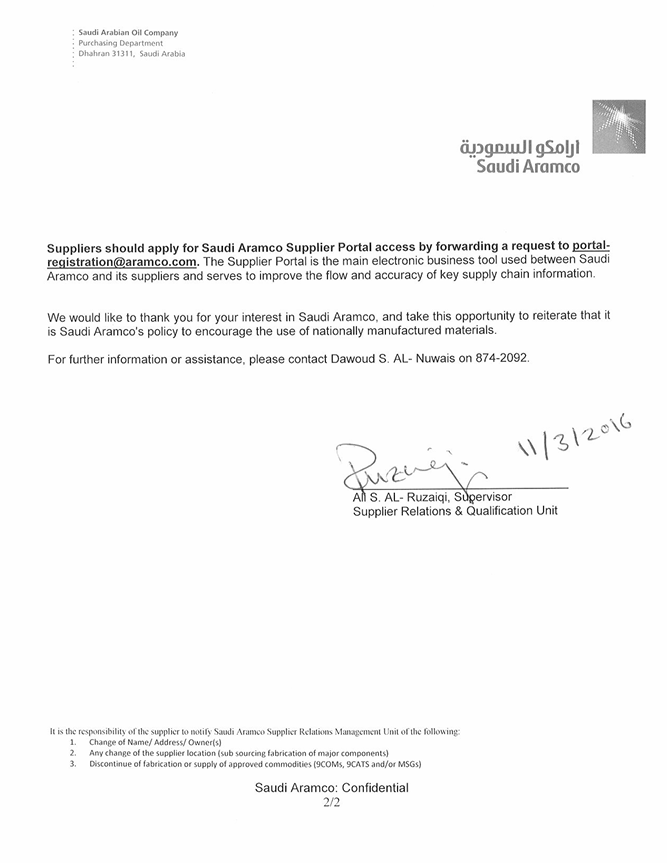 Saudi Arabian Oil Company
Purchasing Department
Dhahran 31311, Saudi Arabia
ارامكو السعودية
Saudi Aramco
Suppliers should apply for Saudi Aramco Supplier Portal access by forwarding a request to portal-
registration@aramco.com. The Supplier Portal is the main electronic business tool used between Saudi
Aramco and its suppliers and serves to improve the flow and accuracy of key supply chain information.
We would like to thank you for your interest in Saudi Aramco, and take this opportunity to reiterate that it
is Saudi Aramco's policy to encourage the use of nationally manufactured materials.
For further information or assistance, please contact Dawoud S. AL- Nuwais on 874-2092.
11/3/2016
Ali S. AL- Ruzaiqi, Supervisor
Supplier Relations & Qualification Unit
It is the responsibility of the supplier to notify Saudi Aramco Supplier Relations Management Unit of the following:
1. Change of Name/ Address/ Owner(s)
2. Any change of the supplier location (sub sourcing fabrication of major components)
3. Discontinue of fabrication or supply of approved commodities (9COMs, 9CATS and/or MSGs)
Saudi Aramco: Confidential
2/2